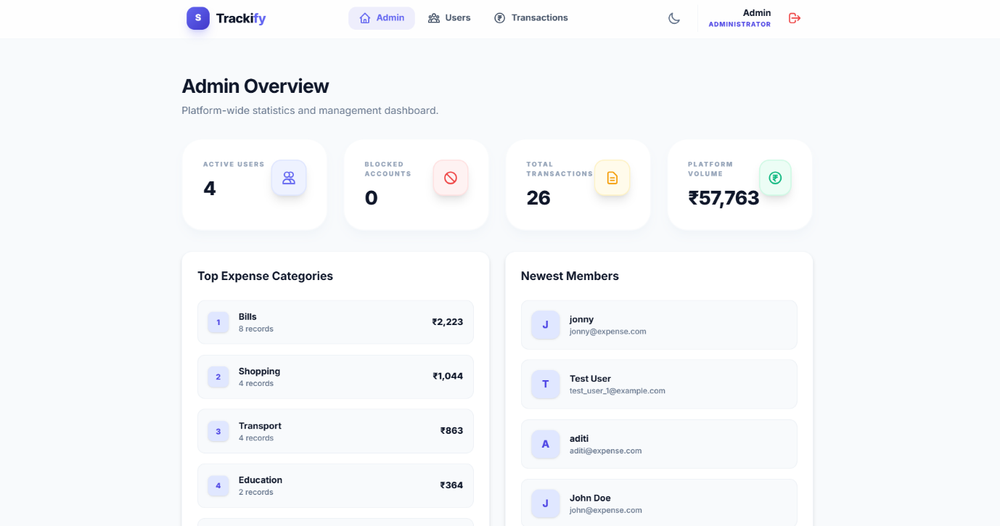 S Trackify
Admin
Users
Transactions
Admin
ADMINISTRATOR
Admin Overview
Platform-wide statistics and management dashboard.
ACTIVE USERS
4
BLOCKED
ACCOUNTS
0
TOTAL
TRANSACTIONS
26
PLATFORM
VOLUME
₹57,763
₹
Top Expense Categories
1
Bills
8 records
₹2,223
2
Shopping
4 records
₹1,044
3
Transport
4 records
₹863
4
Education
2 records
₹364
Newest Members
J
jonny
jonny@expense.com
T
Test User
test_user_1@example.com
A
aditi
aditi@expense.com
J
John Doe
john@expense.com